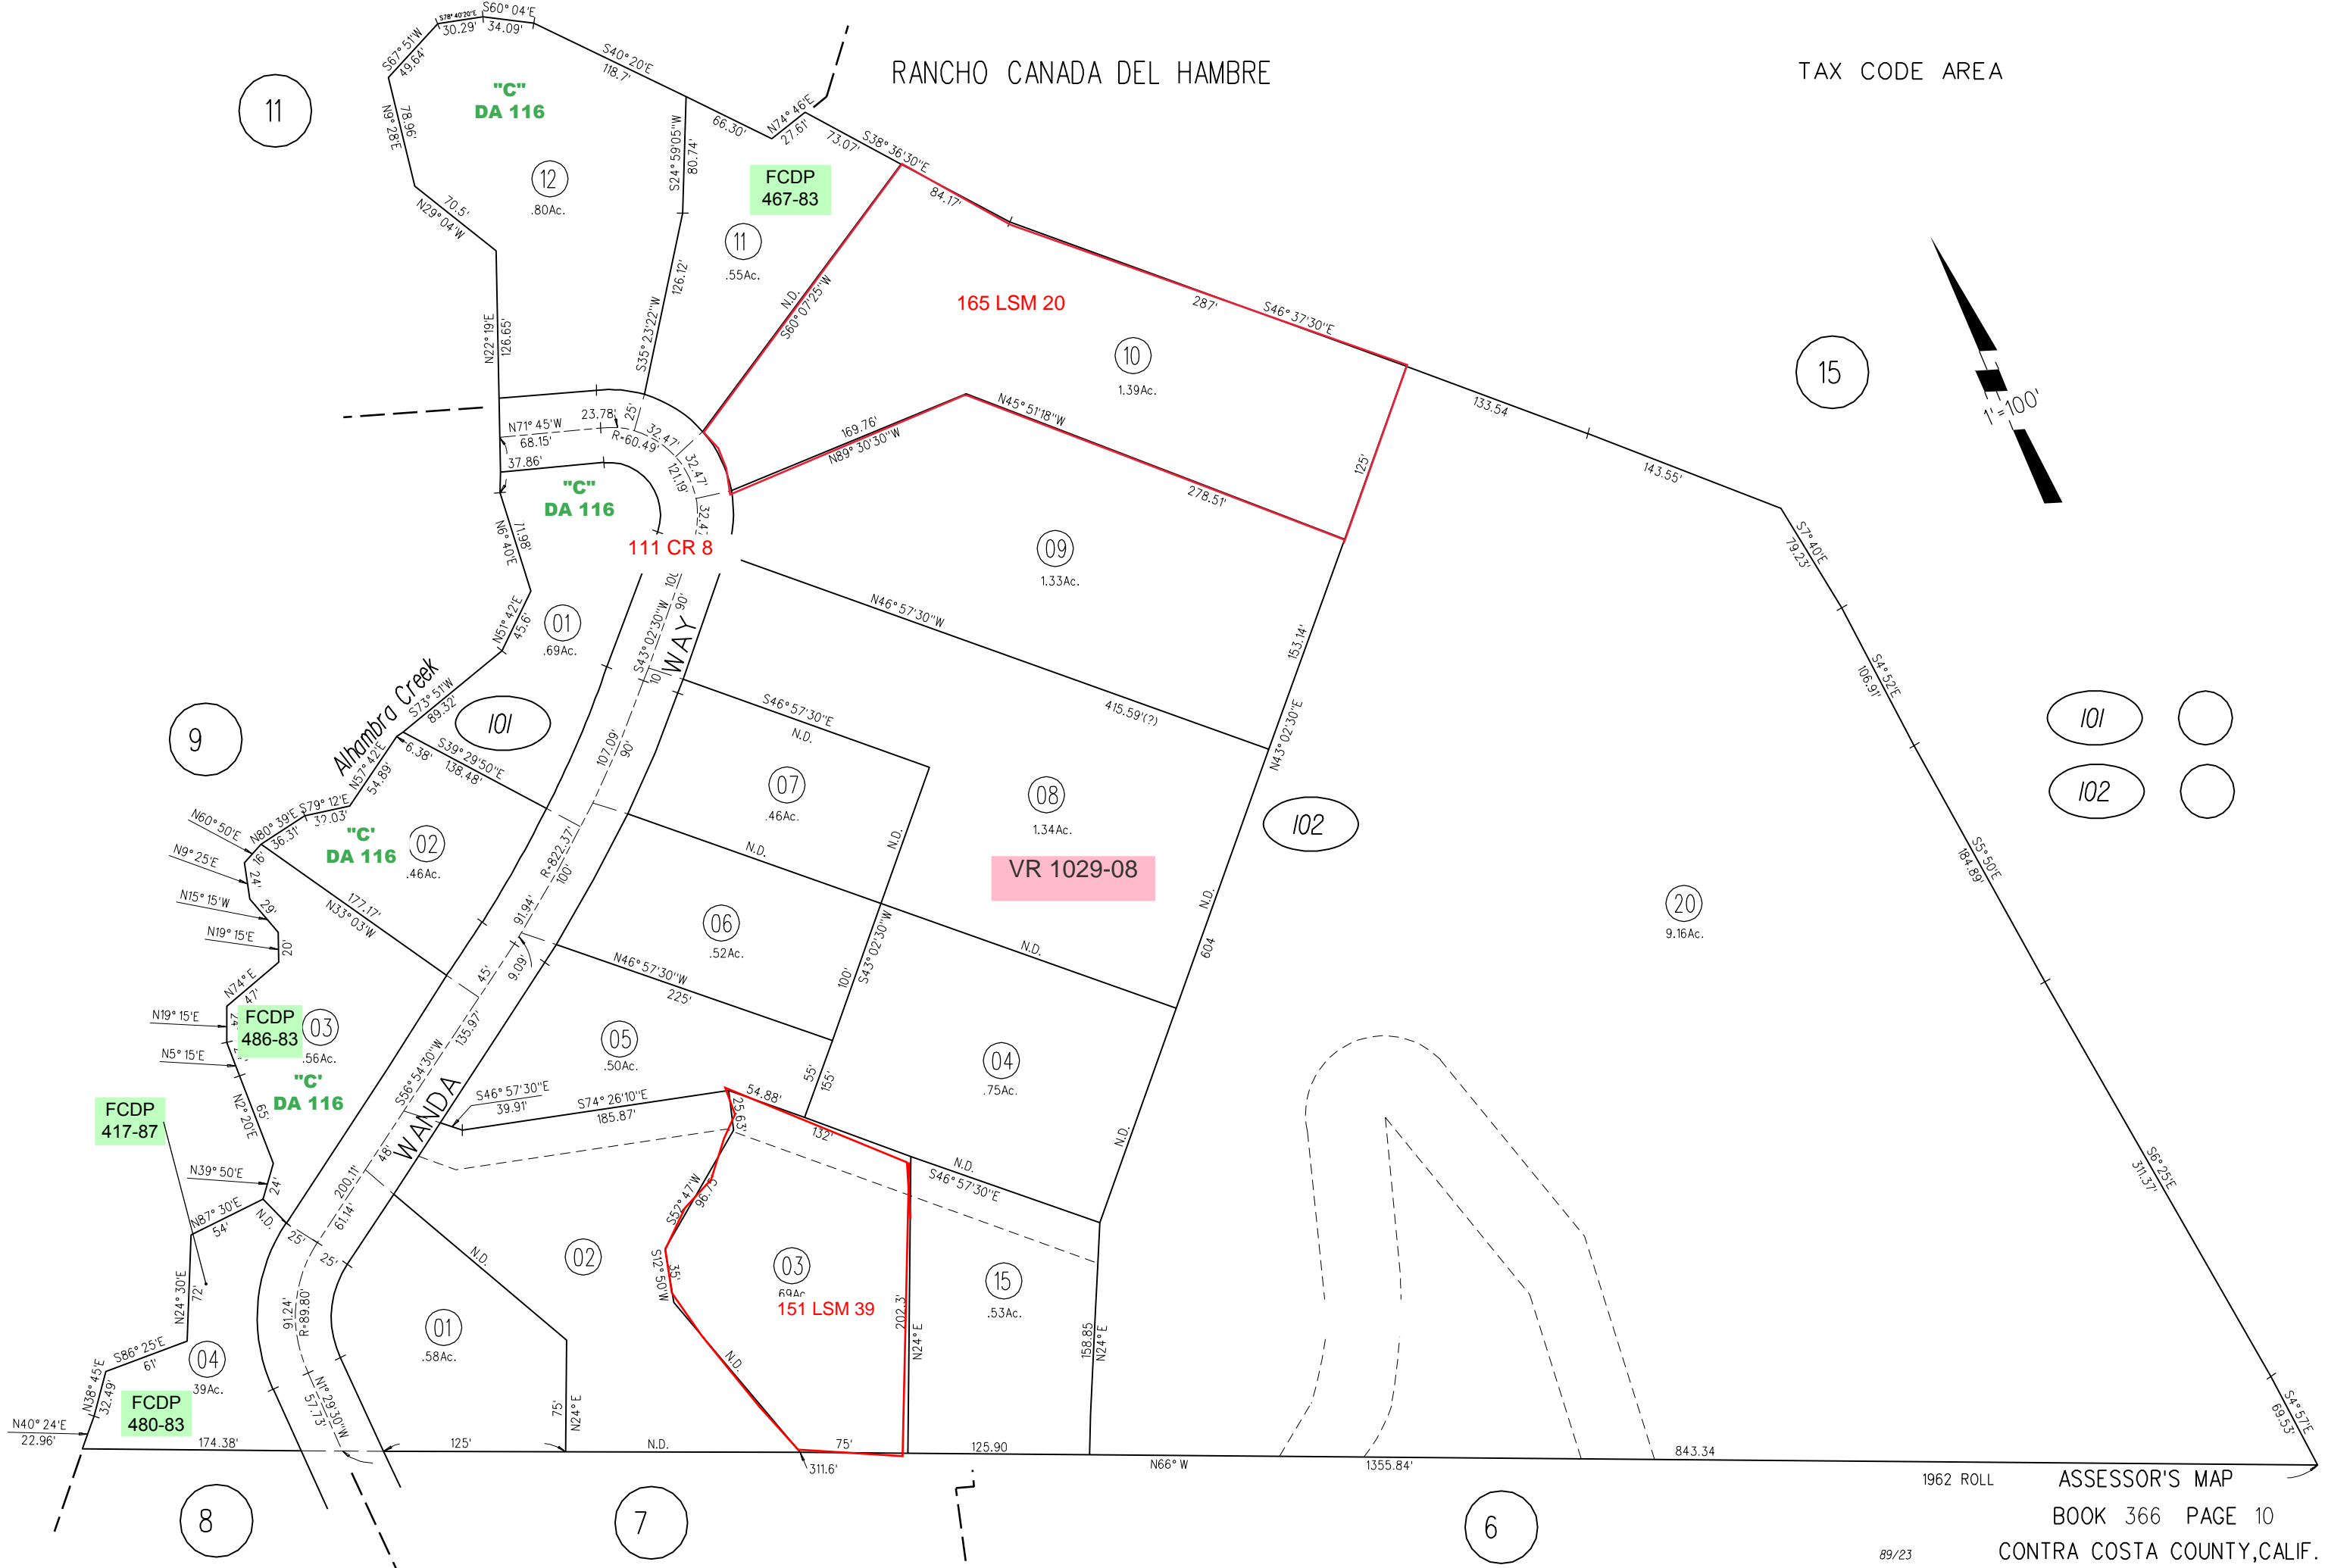 RANCHO CANADA DEL HAMBRE
TAX CODE AREA
11
S67°51'W
49.64'
S78°40'20"E
30.29'
S60°04'E
34.09'
S40°20'E
118.7'
66.30'
N74°46'E
27.61'
73.07'
S38°36'30"E
84.17'
"C"
DA 116
N9°28'E
78.96'
12
.80Ac.
70.5'
N29°04'W
S24°59'05"W
80.74'
FCDP
467-83
11
.55Ac.
126.12'
S35°23'22"W
N.D.
S60°07'25"W
165 LSM 20
287'
S46°37'30"E
10
1.39Ac.
15
1'=100'
N22°19'E
126.65'
N71°45'W
68.15'
23.78'
25'
R=60.49'
32.47'
32.47'
121.19'
37.86'
169.76'
N89°30'30"W
N45°51'18"W
278.51'
125'
133.54
143.55'
"C"
DA 116
N6°40'E
71.98'
111 CR 8
09
1.33Ac.
S7°40'E
79.23'
N51°42'E
45.6'
01
.69Ac.
S43°02'30"W
90'
10'
WAY
N46°57'30"W
415.59'(?)
153.14'
N43°02'30"E
S4°52'E
106.91'
Alhambra Creek
S73°51'W
89.32'
101
9
N57°42'E
54.89'
6.38'
S39°29'50"E
138.48'
107.09'
90'
S46°57'30"E
N.D.
07
.46Ac.
N.D.
08
1.34Ac.
VR 1029-08
102
101
102
N60°50'E
16'
N80°39'E
36.31'
S79°12'E
32.03'
"C'
DA 116
02
.46Ac.
R=822.37'
100'
N.D.
N9°25'E
24'
N15°15'W
29'
N19°15'E
20'
177.17'
N33°03'W
91.94'
9.09'
45'
06
.52Ac.
N46°57'30"W
225'
S43°02'30"W
100'
N.D.
N.D.
604
20
9.16Ac.
S5°50'E
184.89'
N74°E
47'
N19°15'E
24'
N5°15'E
FCDP
486-83
03
.56Ac.
"C'
DA 116
N2°20'E
65'
S56°54'30"W
135.97'
05
.50Ac.
55'
155'
04
.75Ac.
FCDP
417-87
WANDA
S46°57'30"E
39.91'
S74°26'10"E
185.87'
25.63'
54.88'
132'
N.D.
S46°57'30"E
N.D.
S6°25'E
311.37'
N39°50'E
24'
N87°30'E
54'
N.D.
48'
200.11'
61.14'
25'
25'
S52°47'W
96.75'
S12°50'W
35'
02
03
.69Ac.
151 LSM 39
15
.53Ac.
202.3'
N24°E
158.85
N24°E
N24°30'E
72'
91.24'
R=89.80'
N.D.
01
.58Ac.
N.D.
S86°25'E
61'
04
39Ac.
FCDP
480-83
N38°45'E
32.49'
N40°24'E
22.96'
N1°29'30"W
57.73'
75'
N24°E
174.38'
125'
N.D.
75'
311.6'
125.90
N66°W
1355.84'
843.34
S4°57'E
69.53'
8
7
6
1962 ROLL
ASSESSOR'S MAP
BOOK 366 PAGE 10
CONTRA COSTA COUNTY,CALIF.
89/23